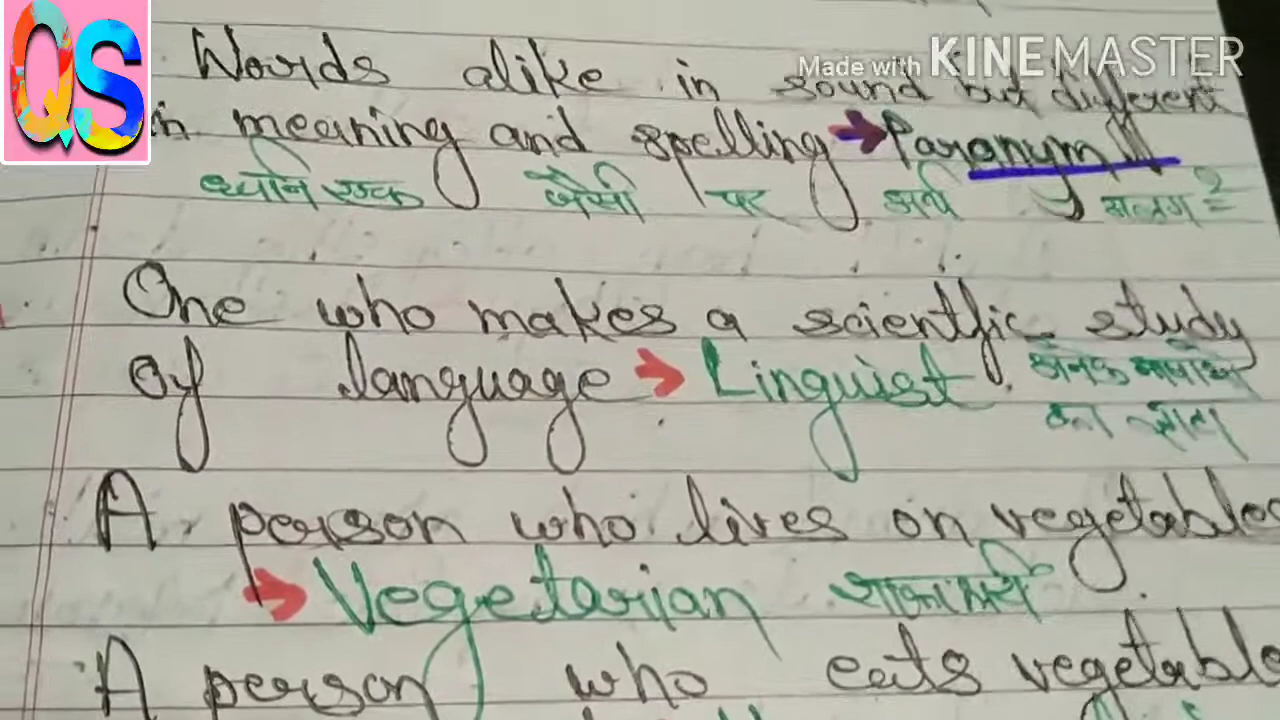 QS
Made with KINEMASTER
Words alike in sound but different
in meaning and spelling → Paronym
ध्वनि एक जैसी पर अर्थ अलग
One who makes a scientific study
of language → Linguist अनेक भाषाओं
का ज्ञाता
A person who lives on vegetables
→ Vegetarian शाकाहारी
A person who eats vegetable